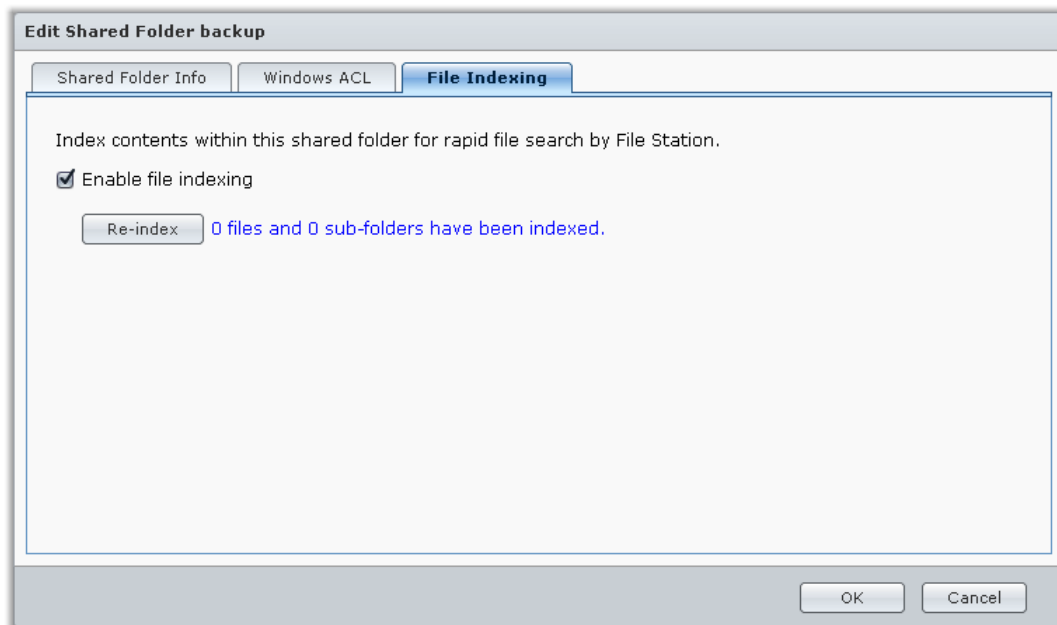 Edit Shared Folder backup
Shared Folder Info Windows ACL File Indexing
Index contents within this shared folder for rapid file search by File Station.
Enable file indexing
Re-index 0 files and 0 sub-folders have been indexed.
OK Cancel